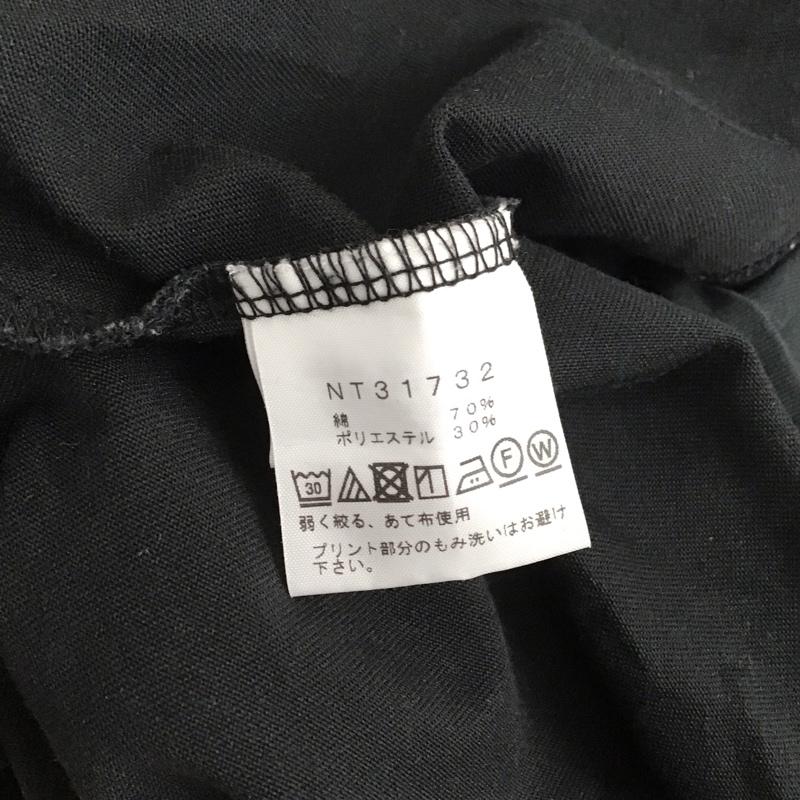 NT31732
綿 70%
ポリエステル 30%
30 F W
弱く絞る、あて布使用
プリント部分のもみ洗いはお避け
下さい。